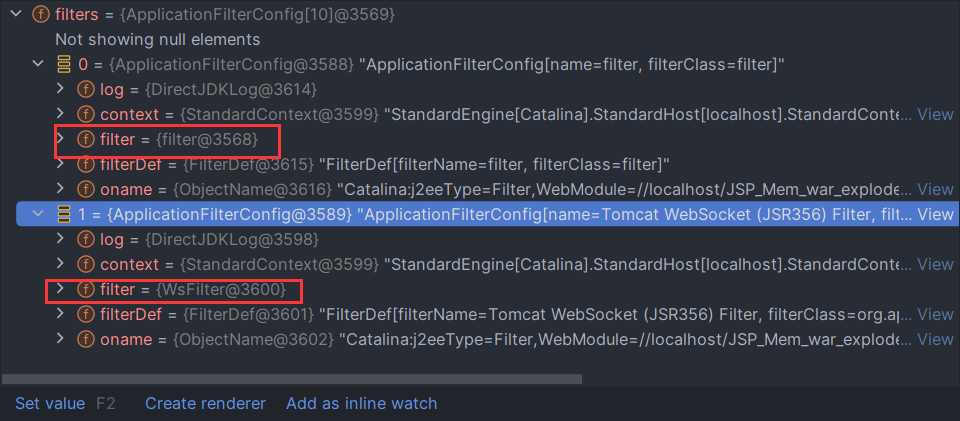 filters = {ApplicationFilterConfig[10]@3569}
Not showing null elements
0 = {ApplicationFilterConfig@3588} "ApplicationFilterConfig[name=filter, filterClass=filter]"
log = {DirectJDKLog@3614}
context = {StandardContext@3599} "StandardEngine[Catalina].StandardHost[localhost].StandardConte... View
filter = {filter@3568}
filterDef = {FilterDef@3615} "FilterDef[filterName=filter, filterClass=filter]"
oname = {ObjectName@3616} "Catalina:j2eeType=Filter,WebModule=//localhost/JSP_Mem_war_explode... View
1 = {ApplicationFilterConfig@3589} "ApplicationFilterConfig[name=Tomcat WebSocket (JSR356) Filter, filt... View
log = {DirectJDKLog@3598}
context = {StandardContext@3599} "StandardEngine[Catalina].StandardHost[localhost].StandardConte... View
filter = {WsFilter@3600}
filterDef = {FilterDef@3601} "FilterDef[filterName=Tomcat WebSocket (JSR356) Filter, filterClass=org.ap... View
oname = {ObjectName@3602} "Catalina:j2eeType=Filter,WebModule=//localhost/JSP_Mem_war_explode... View
Set value F2 Create renderer Add as inline watch